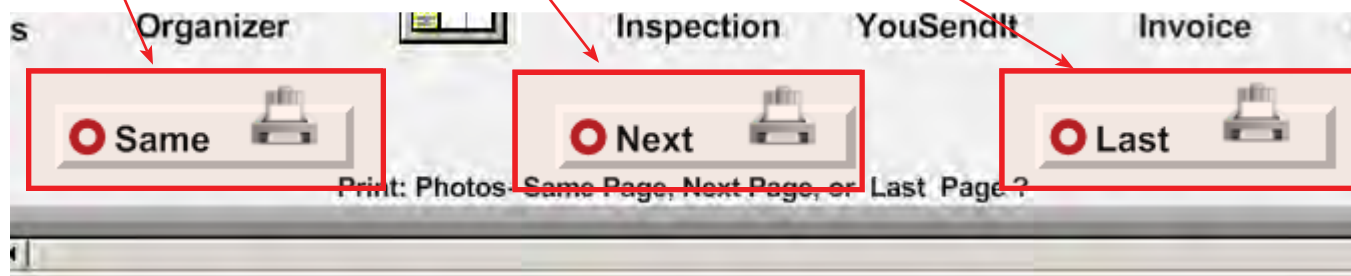 s Organizer Inspection YouSendIt Invoice
Same Next Last
Print: Photos- Same Page, Next Page, or Last Page ?